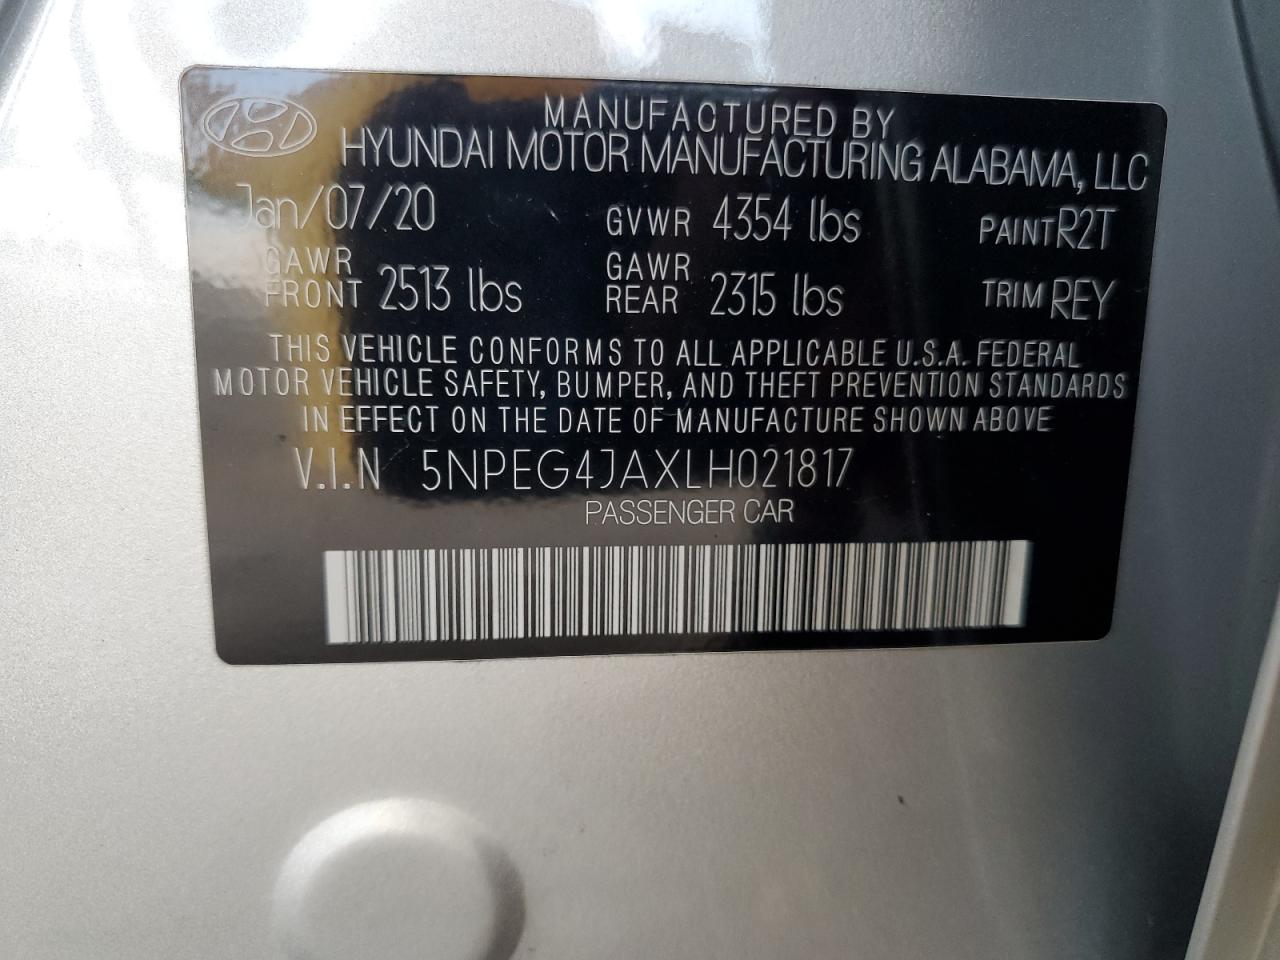 MANUFACTURED BY
HYUNDAI MOTOR MANUFACTURING ALABAMA, LLC
Jan/07/20 GVWR 4354 lbs PAINT R2T
GAWR FRONT 2513 lbs GAWR REAR 2315 lbs TRIM REY
THIS VEHICLE CONFORMS TO ALL APPLICABLE U.S.A. FEDERAL
MOTOR VEHICLE SAFETY, BUMPER, AND THEFT PREVENTION STANDARDS
IN EFFECT ON THE DATE OF MANUFACTURE SHOWN ABOVE
V.I.N 5NPEG4JAXLH021817
PASSENGER CAR